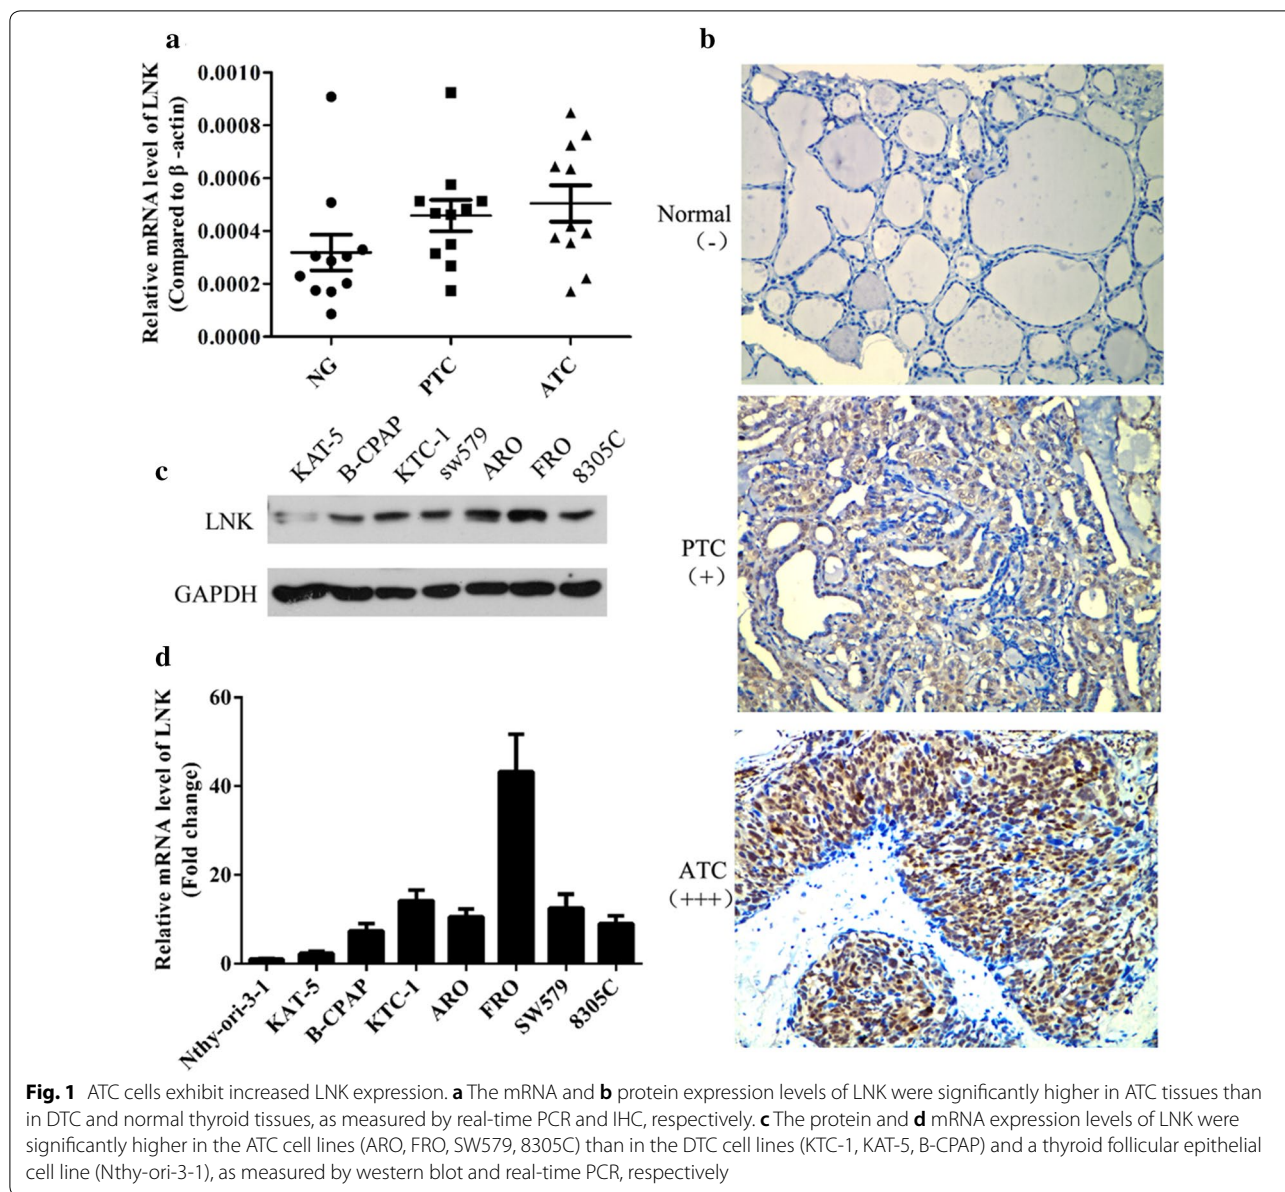 a
Relative mRNA level of LNK
(Compared to β -actin)
0.0010
0.0008
0.0006
0.0004
0.0002
0.0000
NG
PTC
ATC
b
Normal
(-)
PTC
(+)
ATC
(+++)
c
KAT-5
B-CPAP
KTC-1
sw579
ARO
FRO
8305C
LNK
GAPDH
d
Relative mRNA level of LNK
(Fold change)
60
40
20
0
Nthy-ori-3-1
KAT-5
B-CPAP
KTC-1
ARO
FRO
SW579
8305C
Fig. 1 ATC cells exhibit increased LNK expression. a The mRNA and b protein expression levels of LNK were significantly higher in ATC tissues than
in DTC and normal thyroid tissues, as measured by real-time PCR and IHC, respectively. c The protein and d mRNA expression levels of LNK were
significantly higher in the ATC cell lines (ARO, FRO, SW579, 8305C) than in the DTC cell lines (KTC-1, KAT-5, B-CPAP) and a thyroid follicular epithelial
cell line (Nthy-ori-3-1), as measured by western blot and real-time PCR, respectively